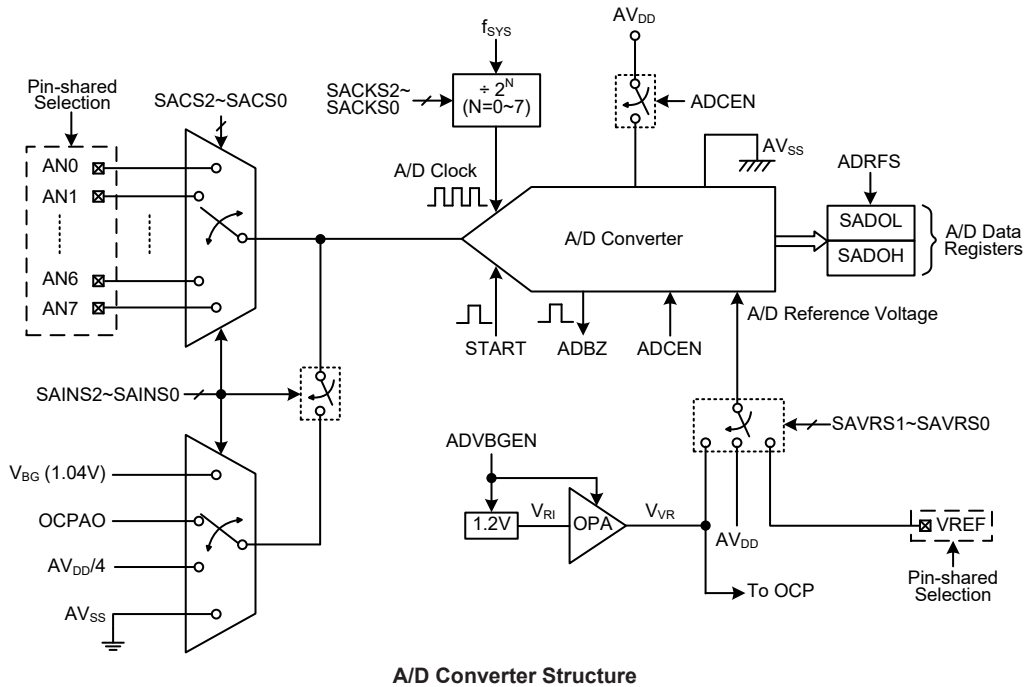 AV_DD
f_SYS
Pin-shared
Selection
SACS2~SACS0
SACKS2~
SACKS0
÷ 2^N
(N=0~7)
ADCEN
AN0
AN1
AN6
AN7
A/D Clock
AV_SS
ADRFS
A/D Converter
SADOL
SADOH
A/D Data
Registers
A/D Reference Voltage
START
ADBZ
ADCEN
SAINS2~SAINS0
SAVRS1~SAVRS0
ADVBGEN
V_BG (1.04V)
OCPAO
AV_DD/4
AV_SS
1.2V
V_RI
OPA
V_VR
AV_DD
VREF
Pin-shared
Selection
To OCP
A/D Converter Structure